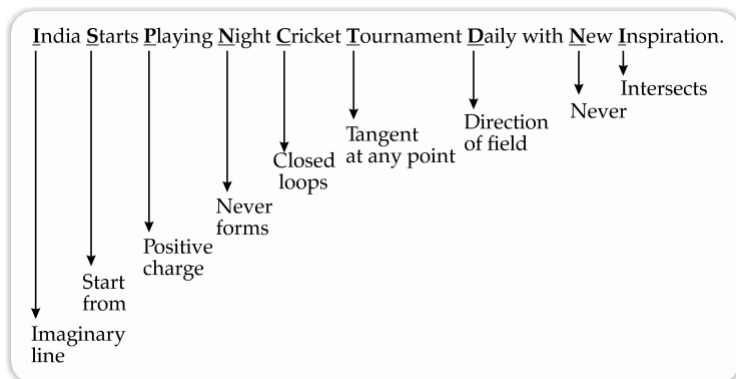 India Starts Playing Night Cricket Tournament Daily with New Inspiration.
Intersects
Never
Direction
of field
Tangent
at any point
Closed
loops
Never
forms
Positive
charge
Start
from
Imaginary
line